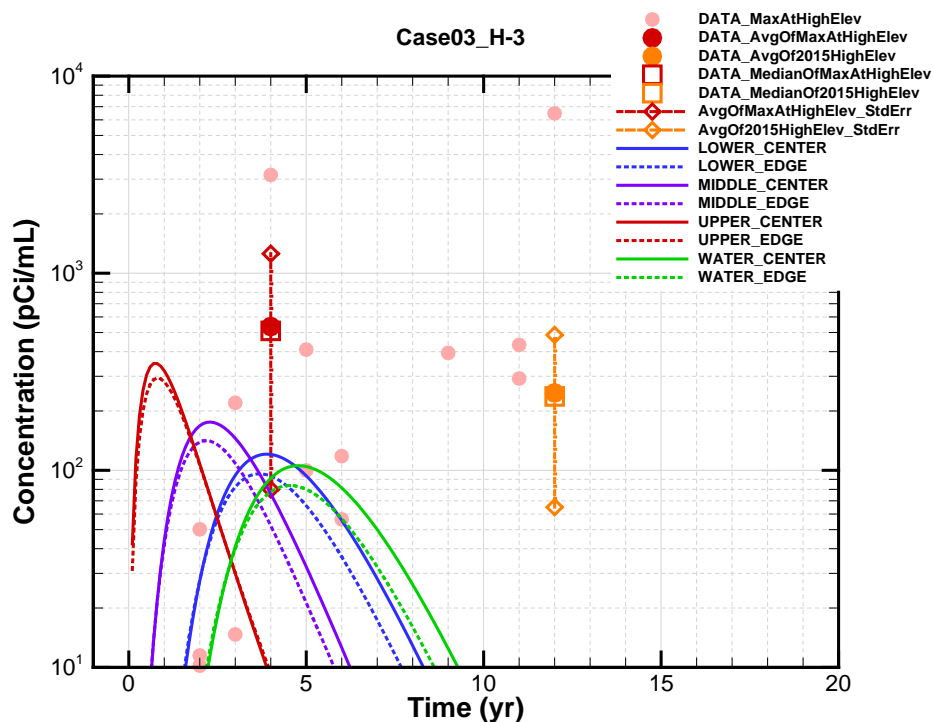 Case03_H-3
DATA_MaxAtHighElev
DATA_AvgOfMaxAtHighElev
DATA_AvgOf2015HighElev
DATA_MedianOfMaxAtHighElev
DATA_MedianOf2015HighElev
AvgOfMaxAtHighElev_StdErr
AvgOf2015HighElev_StdErr
LOWER_CENTER
LOWER_EDGE
MIDDLE_CENTER
MIDDLE_EDGE
UPPER_CENTER
UPPER_EDGE
WATER_CENTER
WATER_EDGE
Concentration (pCi/mL)
10⁴
10³
10²
10¹
0 5 10 15 20
Time (yr)